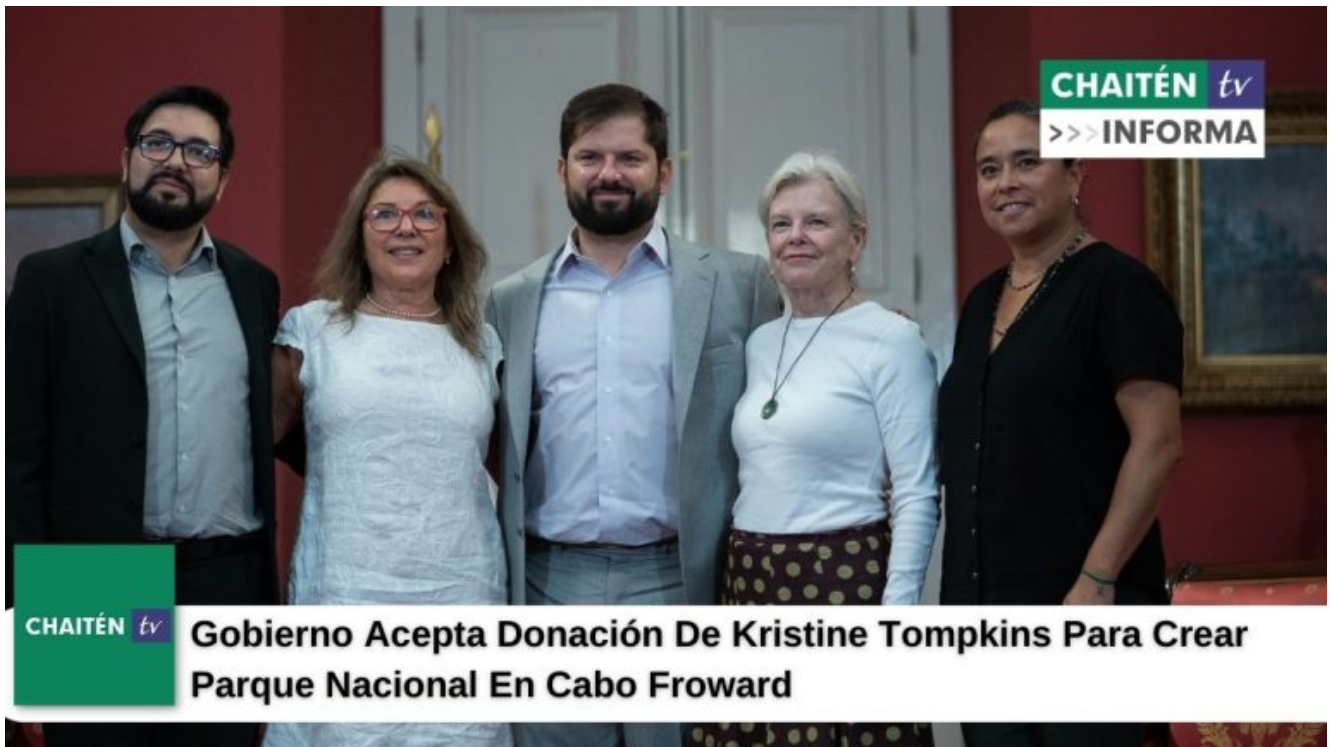 CHAITÉN tv
>>>INFORMA
CHAITÉN tv
Gobierno Acepta Donación De Kristine Tompkins Para Crear
Parque Nacional En Cabo Froward